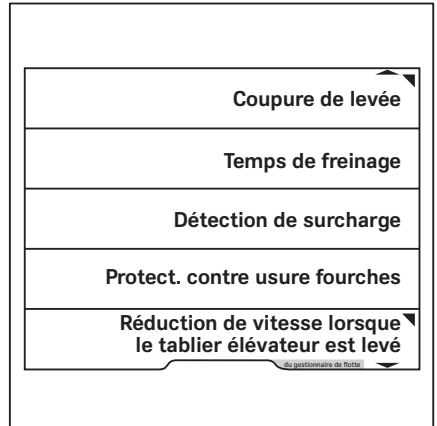 Coupure de levée
Temps de freinage
Détection de surcharge
Protect. contre usure fourches
Réduction de vitesse lorsque
le tablier élévateur est levé
du gestionnaire de flotte